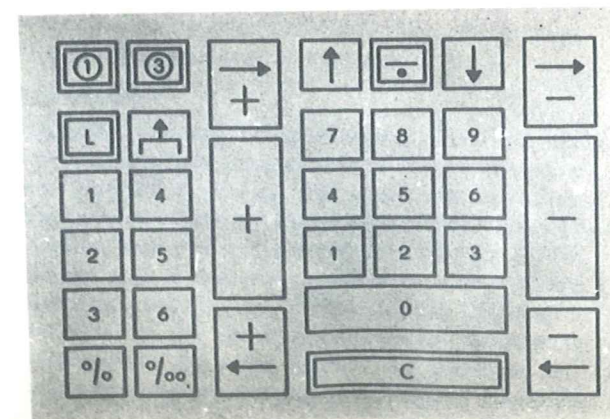 ① ③ → + ↑ ÷ ↓ → −
L 7 8 9
1 4 + 4 5 6 −
2 5 1 2 3
3 6 + ← 0 − ←
% ‰ C